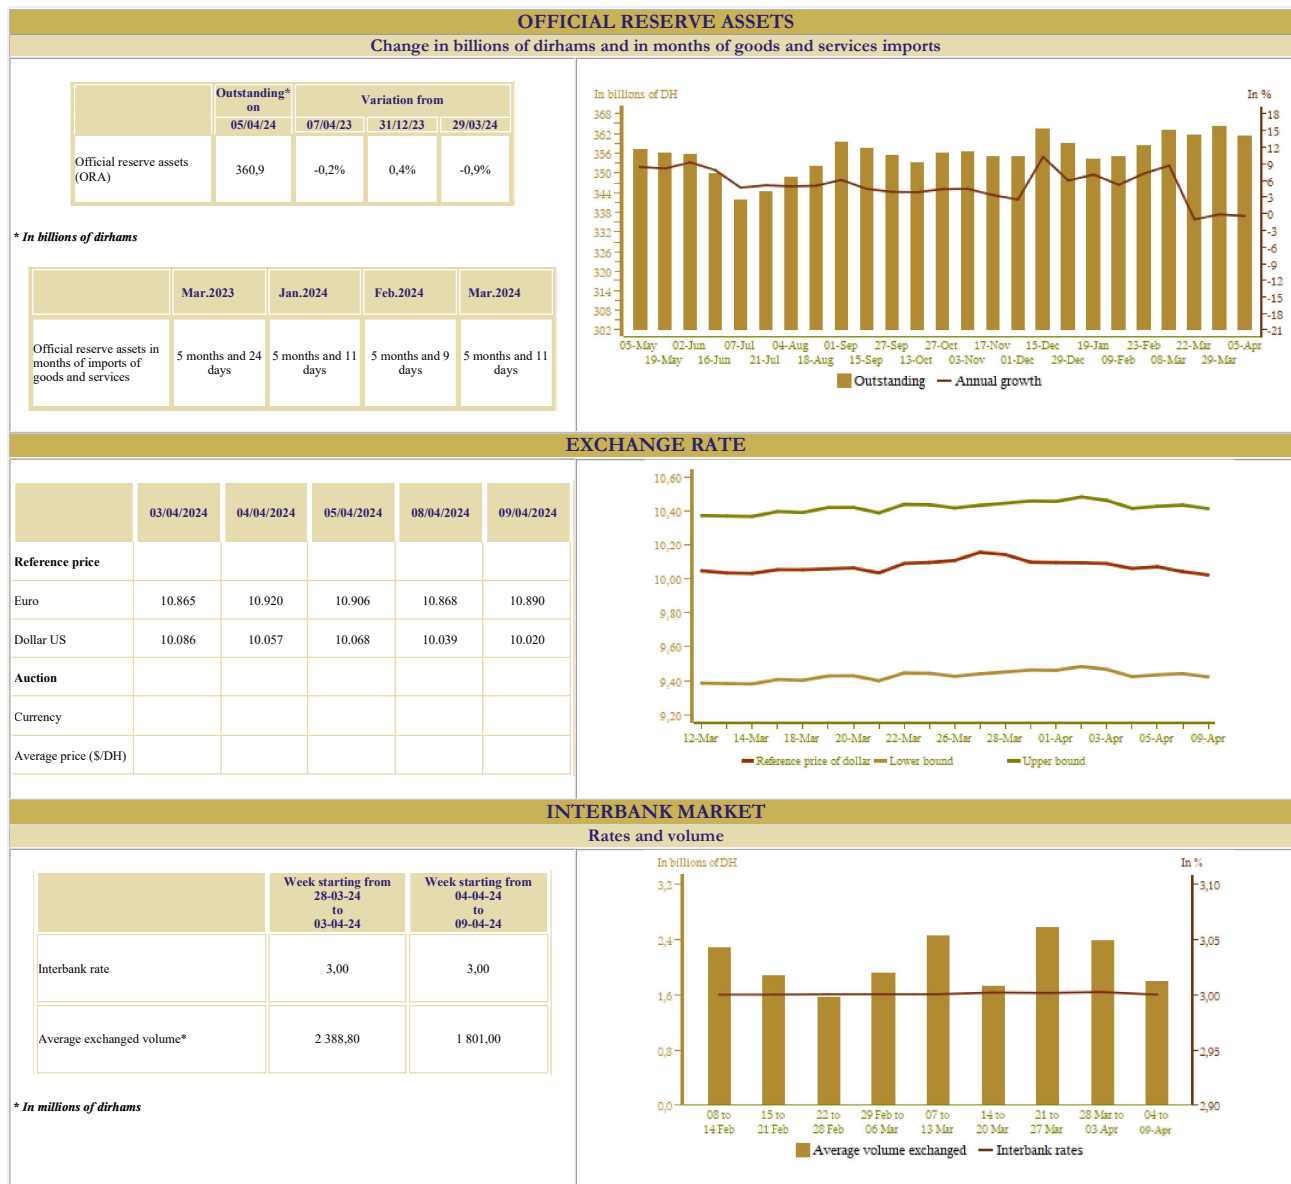 OFFICIAL RESERVE ASSETS
Change in billions of dirhams and in months of goods and services imports
Outstanding* on
Variation from
05/04/24 07/04/23 31/12/23 29/03/24
Official reserve assets (ORA) 360,9 -0,2% 0,4% -0,9%
* In billions of dirhams
Mar.2023 Jan.2024 Feb.2024 Mar.2024
Official reserve assets in months of imports of goods and services 5 months and 24 days 5 months and 11 days 5 months and 9 days 5 months and 11 days
In billions of DH
In %
368
362
356
350
344
338
332
326
320
314
308
302
18
15
12
9
6
3
0
-3
-6
-9
-12
-15
-18
-21
05-May 02-Jun 07-Jul 04-Aug 01-Sep 27-Sep 27-Oct 17-Nov 15-Dec 19-Jan 23-Feb 22-Mar 05-Apr
19-May 16-Jun 21-Jul 18-Aug 15-Sep 13-Oct 03-Nov 01-Dec 29-Dec 09-Feb 08-Mar 29-Mar
Outstanding Annual growth
EXCHANGE RATE
03/04/2024 04/04/2024 05/04/2024 08/04/2024 09/04/2024
Reference price
Euro 10.865 10.920 10.906 10.868 10.890
Dollar US 10.086 10.057 10.068 10.039 10.020
Auction
Currency
Average price ($/DH)
10,60
10,40
10,20
10,00
9,80
9,60
9,40
9,20
12-Mar 14-Mar 18-Mar 20-Mar 22-Mar 26-Mar 28-Mar 01-Apr 03-Apr 05-Apr 09-Apr
Reference price of dollar Lower bound Upper bound
INTERBANK MARKET
Rates and volume
Week starting from 28-03-24 to 03-04-24
Week starting from 04-04-24 to 09-04-24
Interbank rate 3,00 3,00
Average exchanged volume* 2 388,80 1 801,00
* In millions of dirhams
In billions of DH
In %
3,2
2,4
1,6
0,8
0,0
3,10
3,05
3,00
2,95
2,90
08 to 15 to 22 to 29 Feb to 07 to 14 to 21 to 28 Mar to 04 to
14 Feb 21 Feb 28 Feb 06 Mar 13 Mar 20 Mar 27 Mar 03 Apr 09-Apr
Average volume exchanged Interbank rates